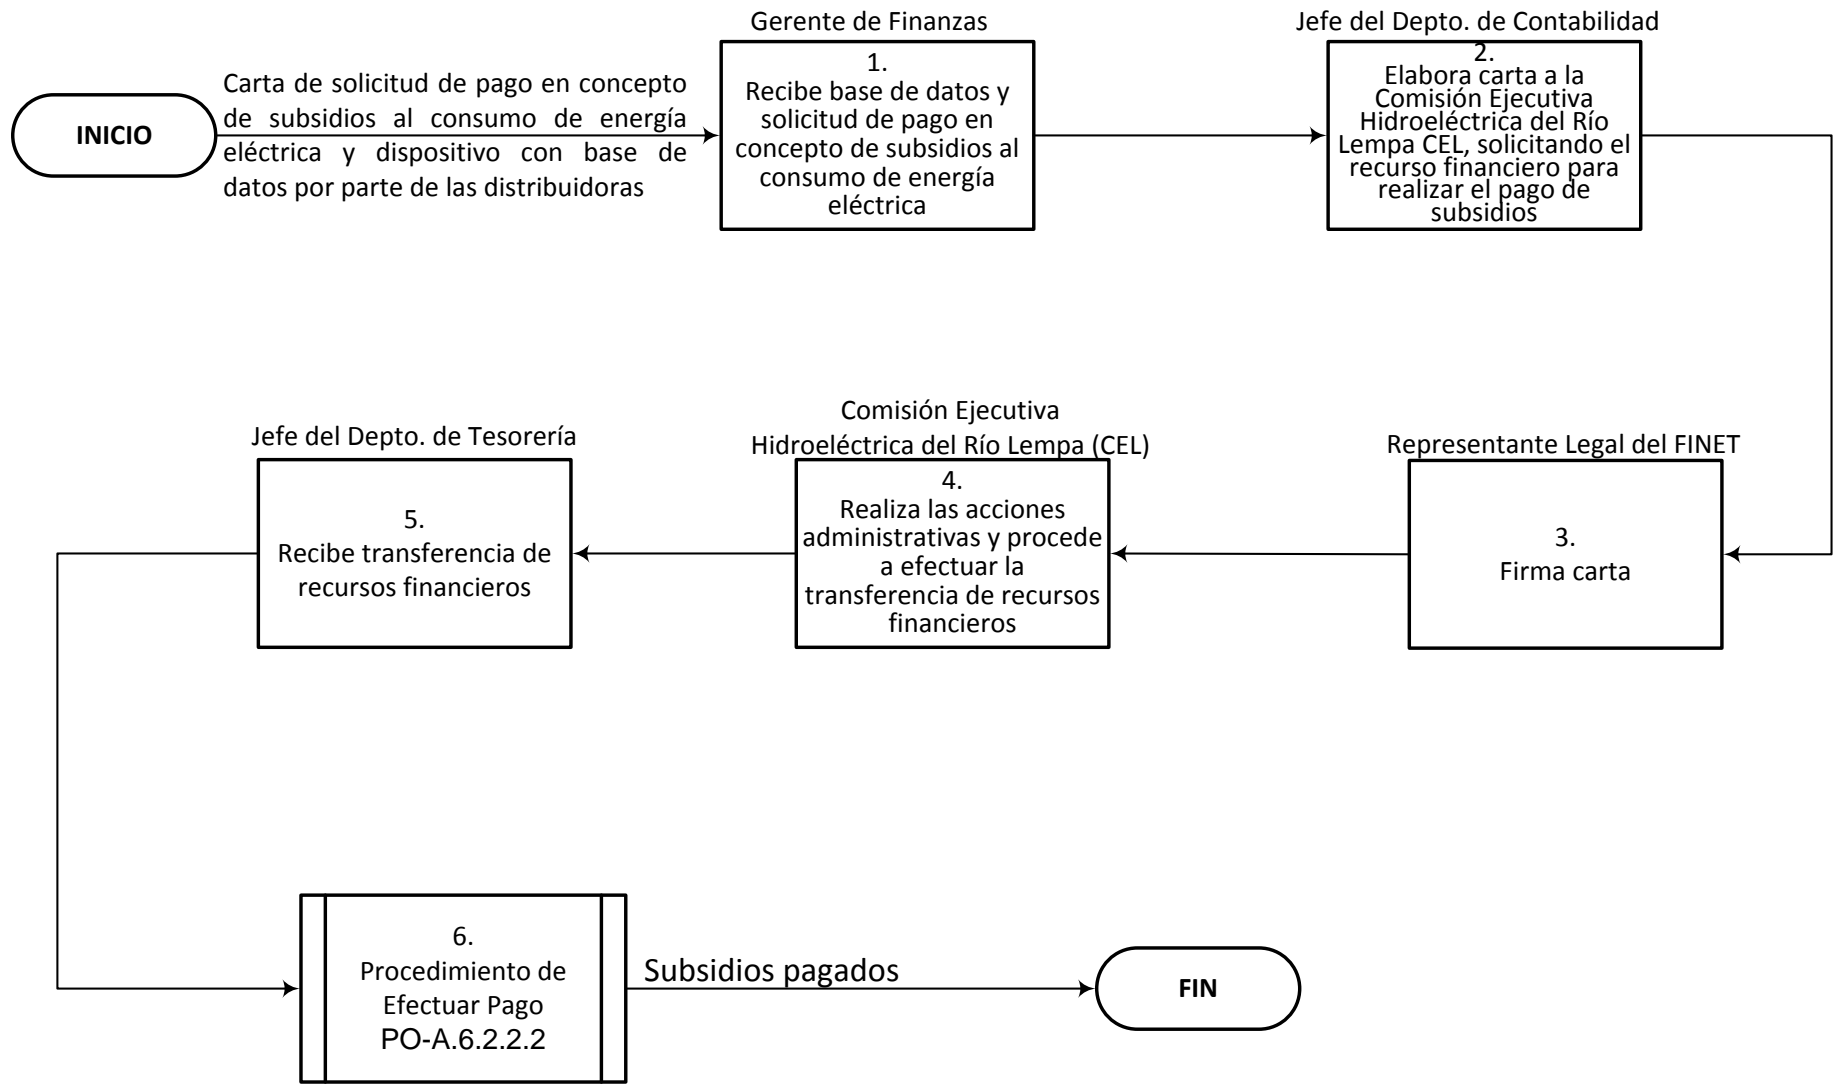 INICIO
Carta de solicitud de pago en concepto
de subsidios al consumo de energía
eléctrica y dispositivo con base de
datos por parte de las distribuidoras
Gerente de Finanzas
1.
Recibe base de datos y
solicitud de pago en
concepto de subsidios al
consumo de energía
eléctrica
Jefe del Depto. de Contabilidad
2.
Elabora carta a la
Comisión Ejecutiva
Hidroeléctrica del Río
Lempa CEL, solicitando el
recurso financiero para
realizar el pago de
subsidios
Representante Legal del FINET
3.
Firma carta
Comisión Ejecutiva
Hidroeléctrica del Río Lempa (CEL)
4.
Realiza las acciones
administrativas y procede
a efectuar la
transferencia de recursos
financieros
Jefe del Depto. de Tesorería
5.
Recibe transferencia de
recursos financieros
6.
Procedimiento de
Efectuar Pago
PO-A.6.2.2.2
Subsidios pagados
FIN